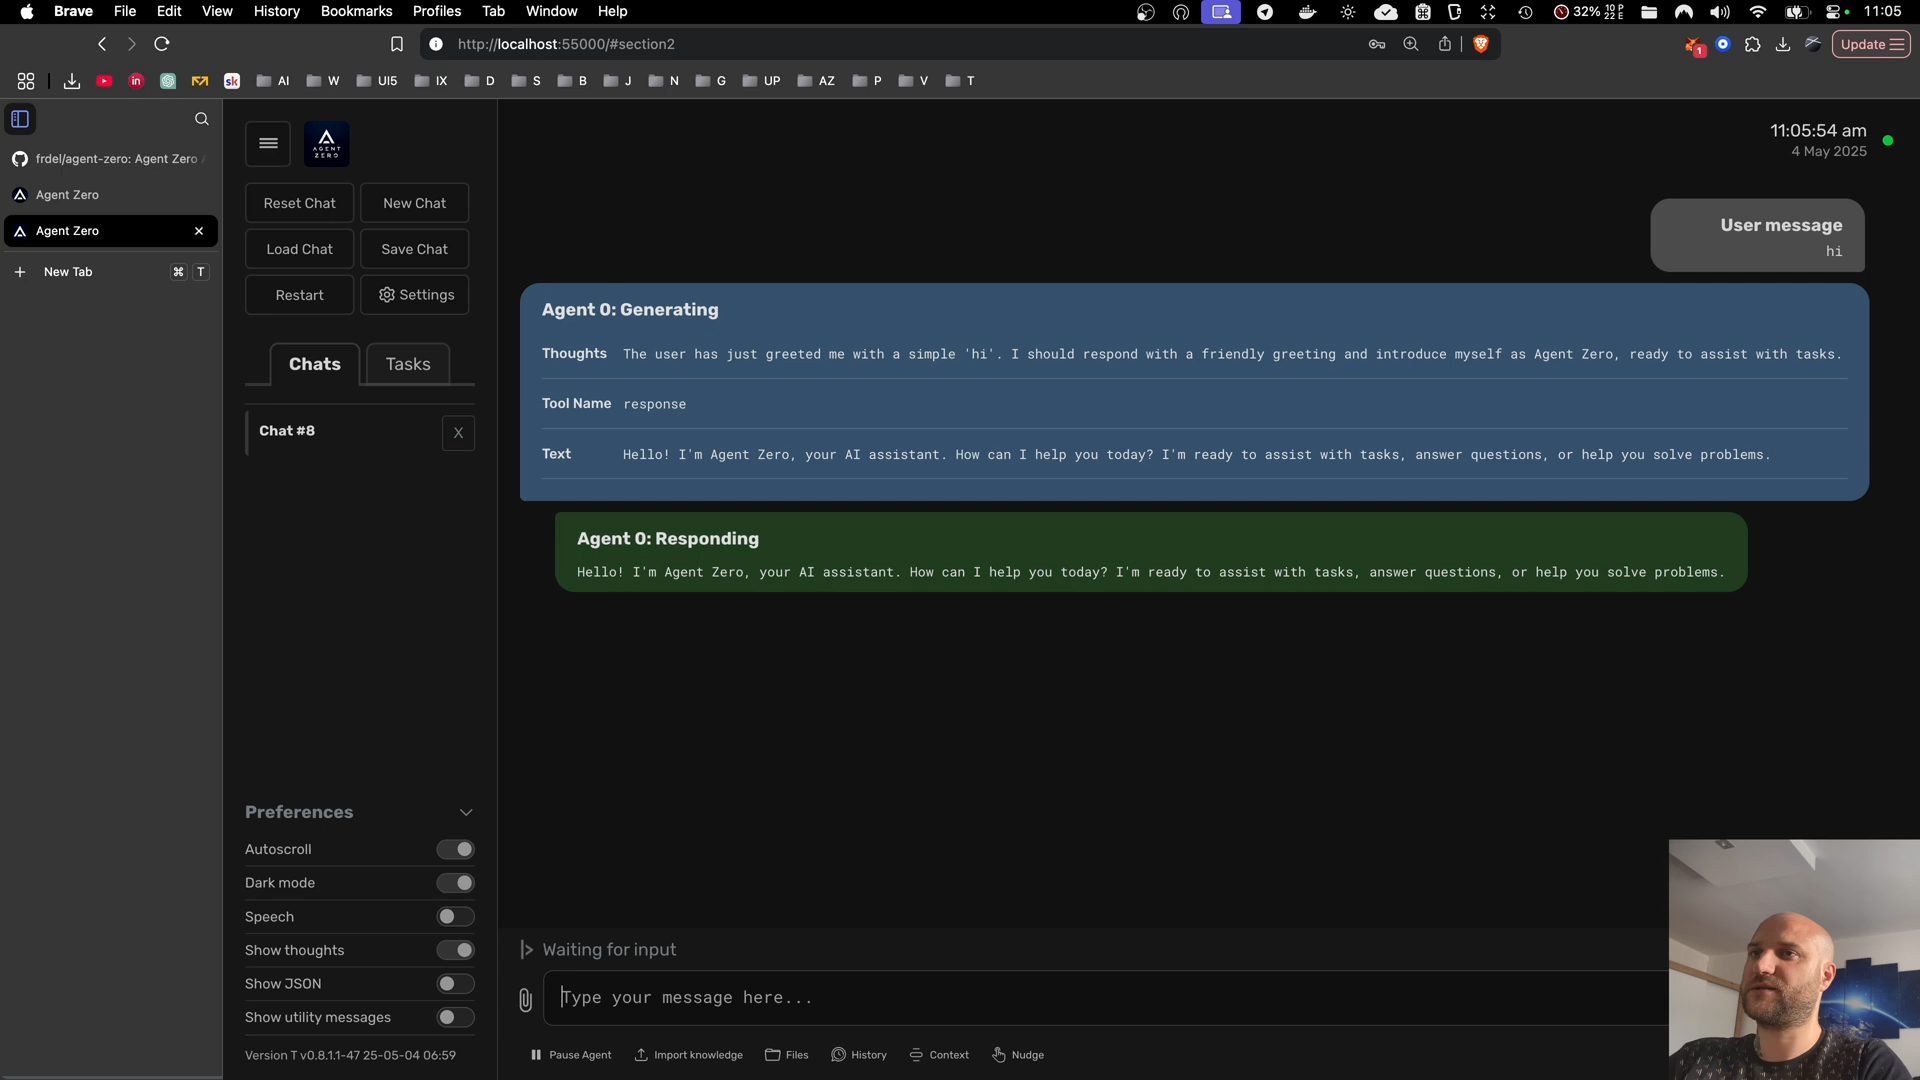 Brave File Edit View History Bookmarks Profiles Tab Window Help
32% 10 P 22 E 11:05
http://localhost:55000/#section2
1
Update
sk AI W UI5 IX D S B J N G UP AZ P V T
frdel/agent-zero: Agent Zero
Agent Zero
Agent Zero
New Tab ⌘ T
AGENT ZERO
Reset Chat New Chat
Load Chat Save Chat
Restart Settings
Chats Tasks
Chat #8 X
Preferences
Autoscroll
Dark mode
Speech
Show thoughts
Show JSON
Show utility messages
Version T v0.8.1.1-47 25-05-04 06:59
11:05:54 am
4 May 2025
User message
hi
Agent 0: Generating
Thoughts The user has just greeted me with a simple 'hi'. I should respond with a friendly greeting and introduce myself as Agent Zero, ready to assist with tasks.
Tool Name response
Text Hello! I'm Agent Zero, your AI assistant. How can I help you today? I'm ready to assist with tasks, answer questions, or help you solve problems.
Agent 0: Responding
Hello! I'm Agent Zero, your AI assistant. How can I help you today? I'm ready to assist with tasks, answer questions, or help you solve problems.
Waiting for input
Type your message here...
Pause Agent Import knowledge Files History Context Nudge